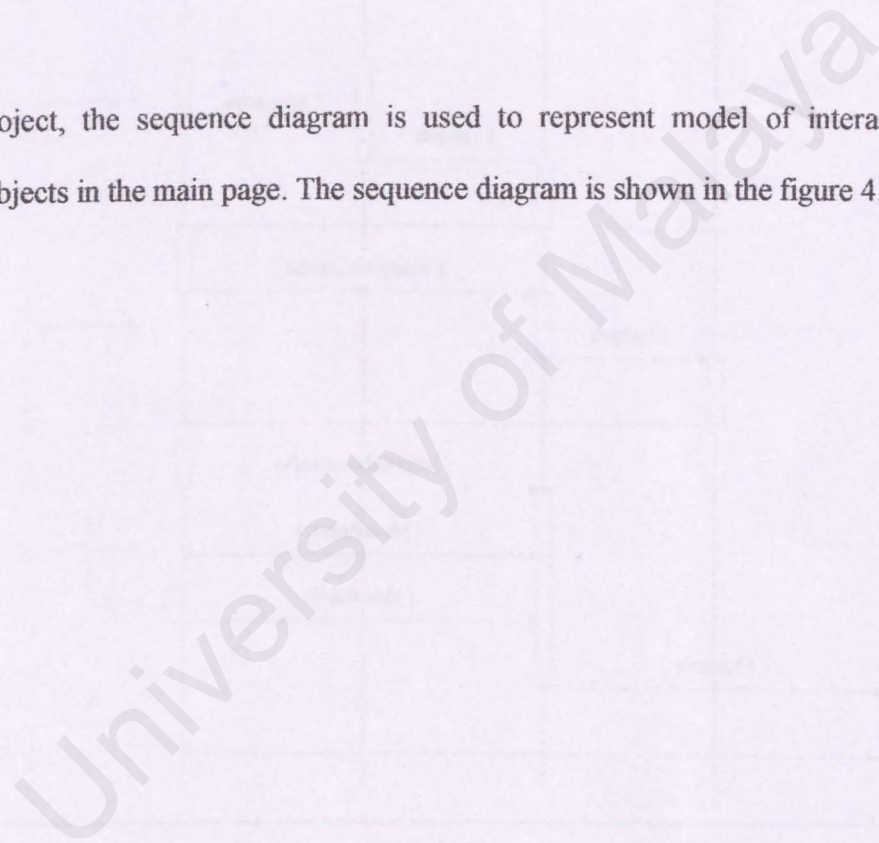 oject, the sequence diagram is used to represent model of intera
bjects in the main page. The sequence diagram is shown in the figure 4
University of Malaya